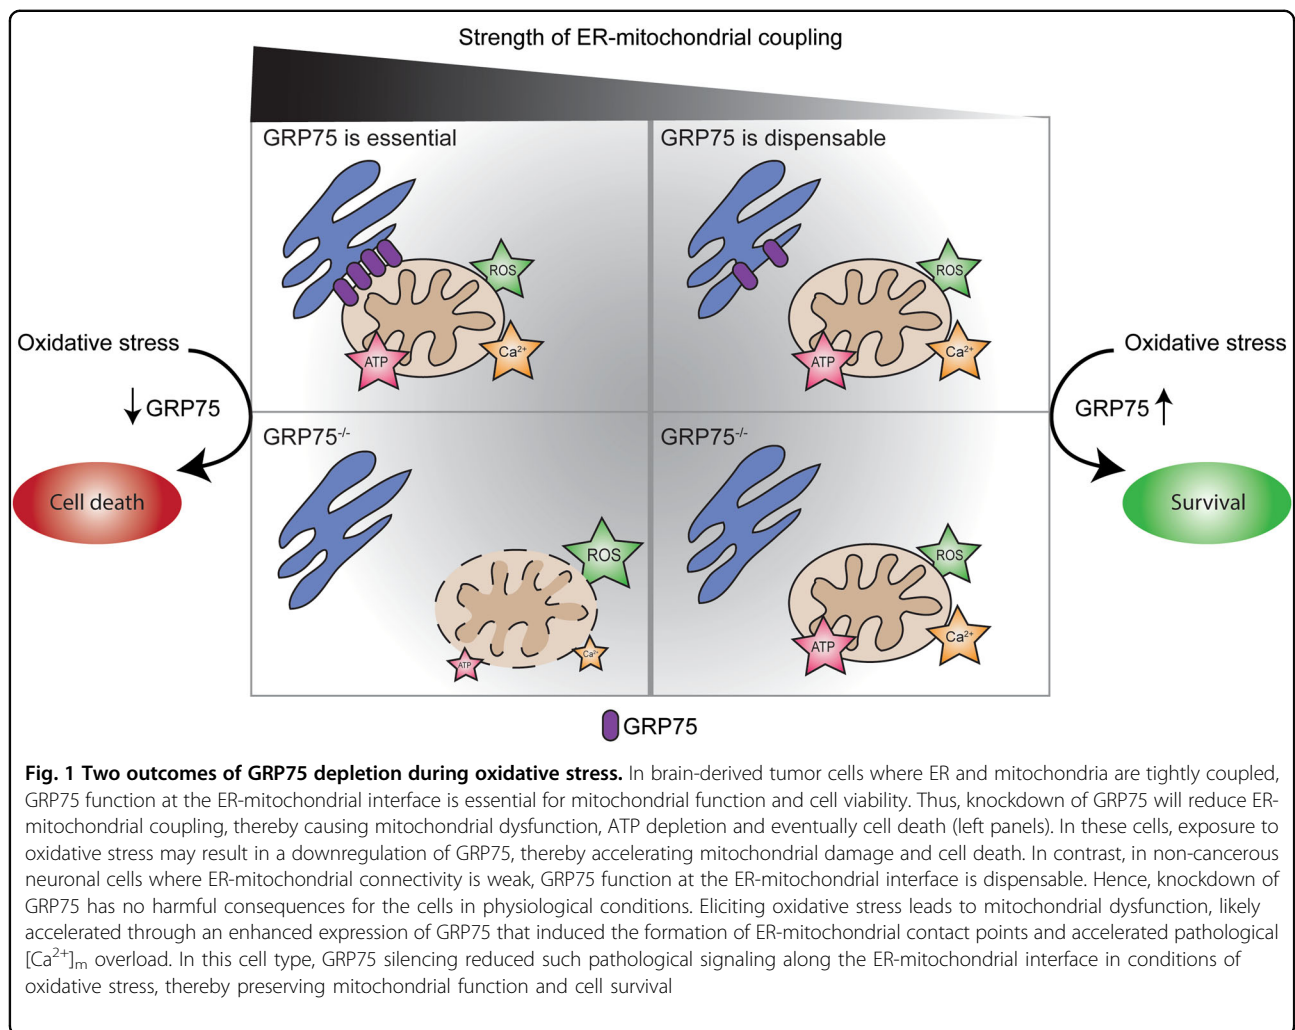 Strength of ER-mitochondrial coupling
GRP75 is essential
GRP75 is dispensable
ROS
ROS
Ca²⁺
Ca²⁺
ATP
ATP
Oxidative stress
↓ GRP75
Cell death
Oxidative stress
GRP75 ↑
Survival
GRP75⁻/⁻
GRP75⁻/⁻
ROS
ROS
ATP
Ca²⁺
ATP
Ca²⁺
GRP75
Fig. 1 Two outcomes of GRP75 depletion during oxidative stress. In brain-derived tumor cells where ER and mitochondria are tightly coupled,
GRP75 function at the ER-mitochondrial interface is essential for mitochondrial function and cell viability. Thus, knockdown of GRP75 will reduce ER-
mitochondrial coupling, thereby causing mitochondrial dysfunction, ATP depletion and eventually cell death (left panels). In these cells, exposure to
oxidative stress may result in a downregulation of GRP75, thereby accelerating mitochondrial damage and cell death. In contrast, in non-cancerous
neuronal cells where ER-mitochondrial connectivity is weak, GRP75 function at the ER-mitochondrial interface is dispensable. Hence, knockdown of
GRP75 has no harmful consequences for the cells in physiological conditions. Eliciting oxidative stress leads to mitochondrial dysfunction, likely
accelerated through an enhanced expression of GRP75 that induced the formation of ER-mitochondrial contact points and accelerated pathological
[Ca²⁺]ₘ overload. In this cell type, GRP75 silencing reduced such pathological signaling along the ER-mitochondrial interface in conditions of
oxidative stress, thereby preserving mitochondrial function and cell survival